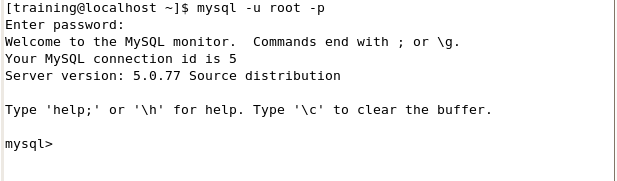 [training@localhost ~]$ mysql -u root -p
Enter password:
Welcome to the MySQL monitor.  Commands end with ; or \g.
Your MySQL connection id is 5
Server version: 5.0.77 Source distribution
Type 'help;' or '\h' for help. Type '\c' to clear the buffer.
mysql>